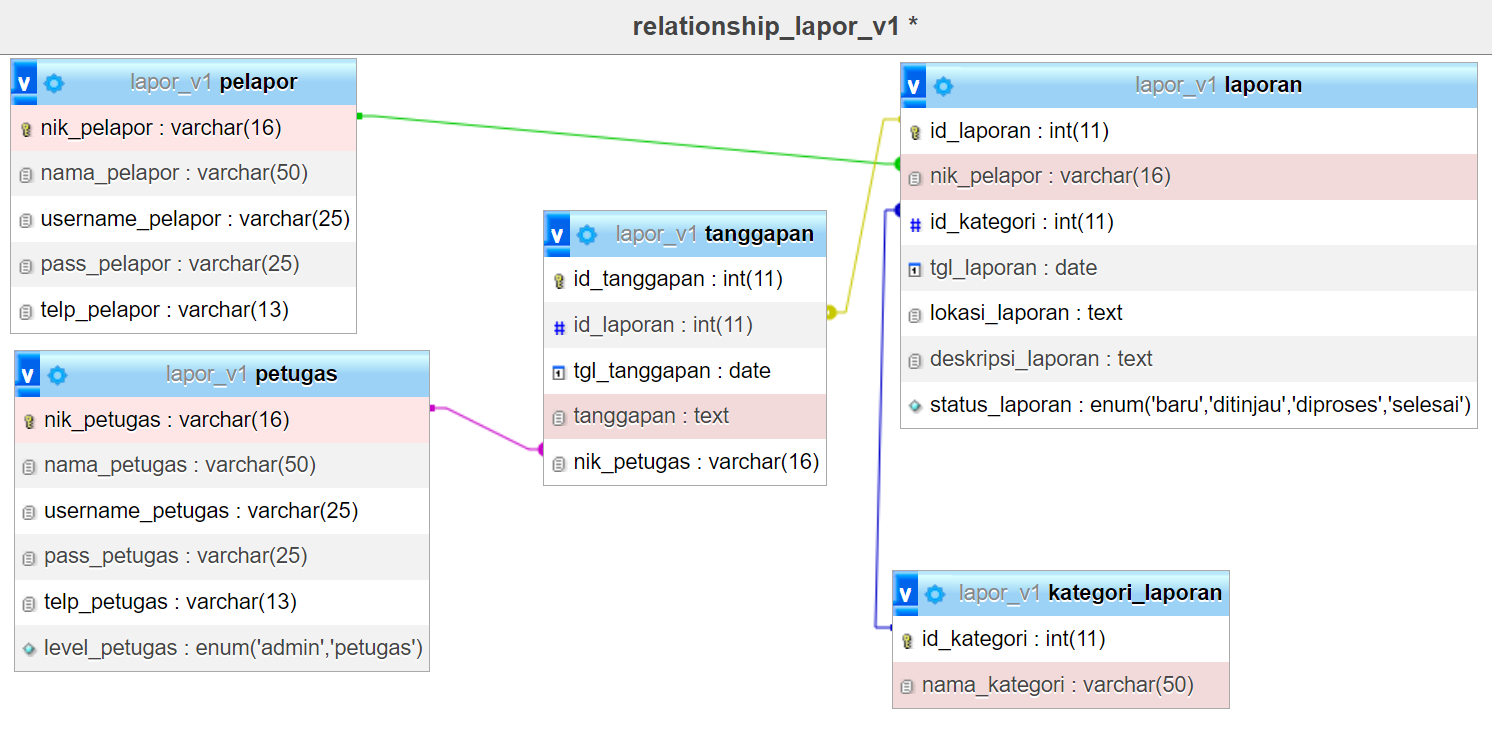 relationship_lapor_v1 *
v lapor_v1 pelapor
nik_pelapor : varchar(16)
nama_pelapor : varchar(50)
username_pelapor : varchar(25)
pass_pelapor : varchar(25)
telp_pelapor : varchar(13)
v lapor_v1 petugas
nik_petugas : varchar(16)
nama_petugas : varchar(50)
username_petugas : varchar(25)
pass_petugas : varchar(25)
telp_petugas : varchar(13)
level_petugas : enum('admin','petugas')
v lapor_v1 tanggapan
id_tanggapan : int(11)
# id_laporan : int(11)
1 tgl_tanggapan : date
tanggapan : text
nik_petugas : varchar(16)
v lapor_v1 laporan
id_laporan : int(11)
nik_pelapor : varchar(16)
# id_kategori : int(11)
1 tgl_laporan : date
lokasi_laporan : text
deskripsi_laporan : text
status_laporan : enum('baru','ditinjau','diproses','selesai')
v lapor_v1 kategori_laporan
id_kategori : int(11)
nama_kategori : varchar(50)